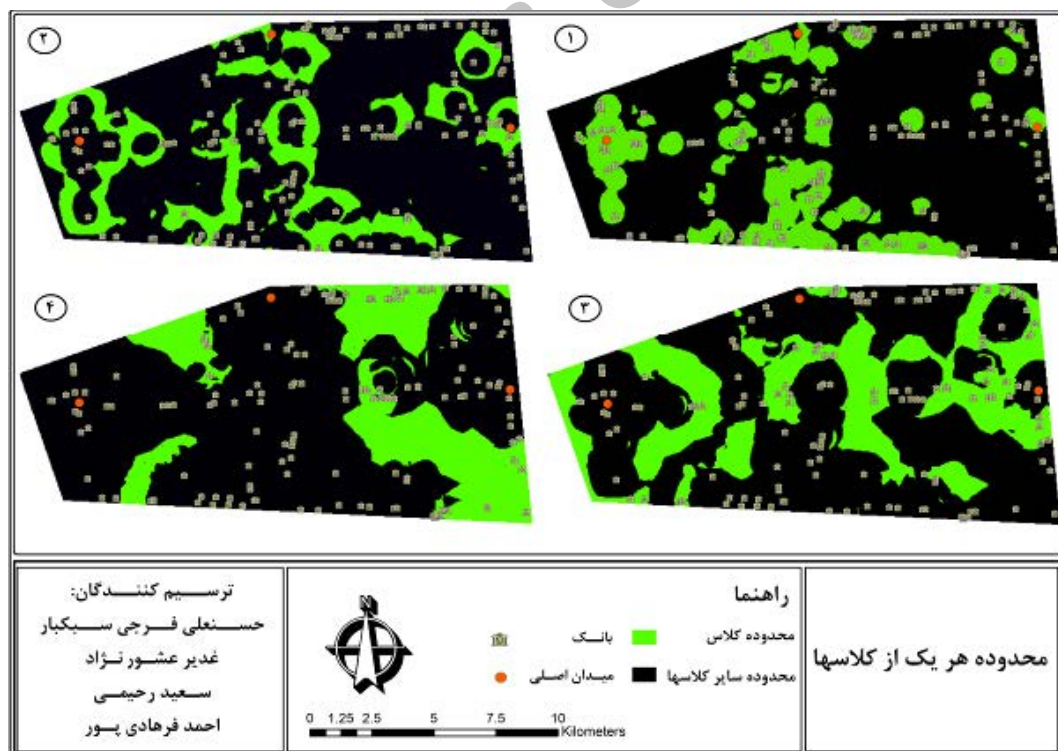 ۱
۲
۳
۴
محدوده هر یک از کلاسها
راهنما
محدوده کلاس
بانک
محدوده سایر کلاسها
میدان اصلی
N
0 1.25 2.5 5 7.5 10
Kilometers
ترسیم کنندگان:
حسنعلی فرجی سبکبار
غدیر عشورنژاد
سعید رحیمی
احمد فرهادی پور